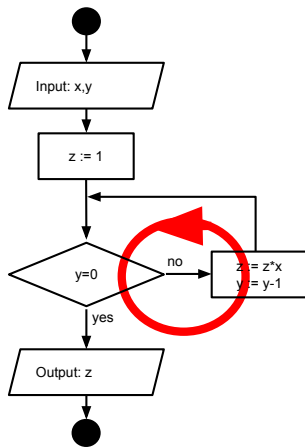 Input: x,y
z := 1
y=0
no
z := z*x
y := y-1
yes
Output: z